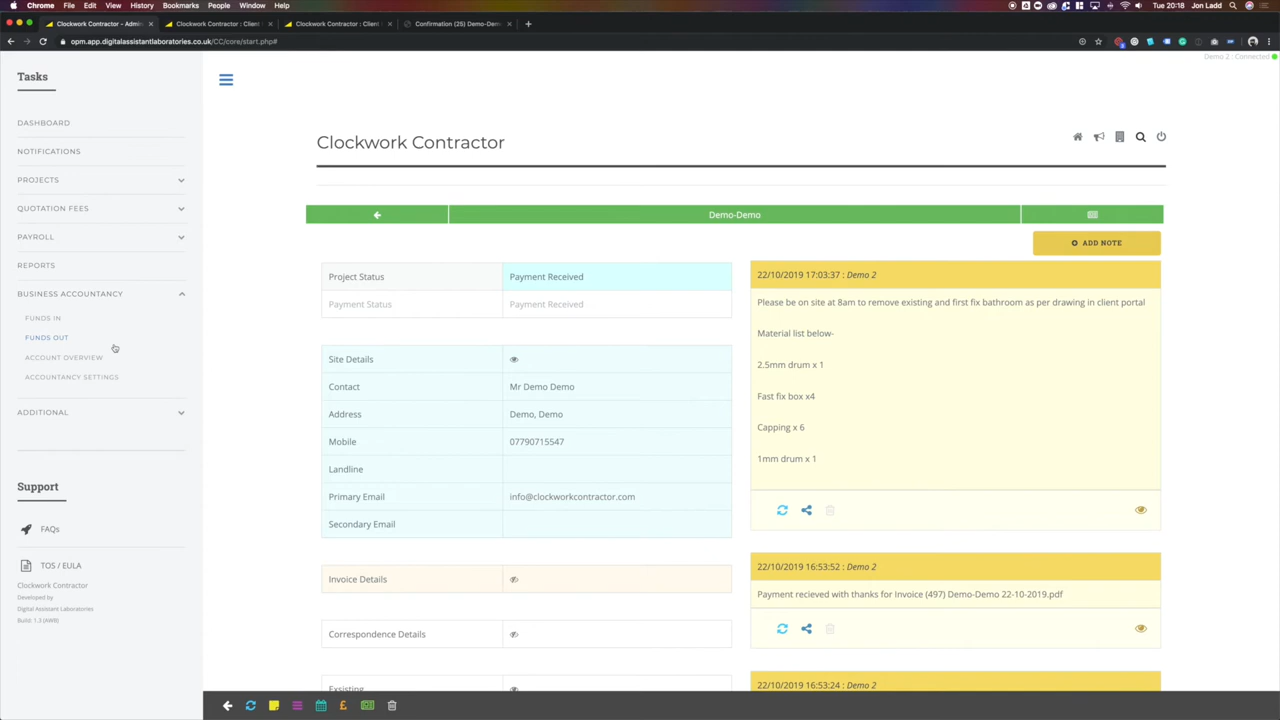 Chrome File Edit View History Bookmarks People Window Help Tue 20:18 Jon Ladd
Clockwork Contractor - Admin Clockwork Contractor : Client Clockwork Contractor : Client Confirmation (25) Demo-Demo
opm.app.digitalassistantlaboratories.co.uk/CC/core/start.php#
Demo 2 : Connected
Tasks
DASHBOARD
NOTIFICATIONS
PROJECTS
QUOTATION FEES
PAYROLL
REPORTS
BUSINESS ACCOUNTANCY
FUNDS IN
FUNDS OUT
ACCOUNT OVERVIEW
ACCOUNTANCY SETTINGS
ADDITIONAL
Support
FAQs
TOS / EULA
Clockwork Contractor
Developed by
Digital Assistant Laboratories
Build: 1.3 (AWB)
Clockwork Contractor
Demo-Demo
ADD NOTE
Project Status Payment Received
Payment Status Payment Received
Site Details
Contact Mr Demo Demo
Address Demo, Demo
Mobile 07790715547
Landline
Primary Email info@clockworkcontractor.com
Secondary Email
Invoice Details
Correspondence Details
Exsisting
22/10/2019 17:03:37 : Demo 2
Please be on site at 8am to remove existing and first fix bathroom as per drawing in client portal
Material list below-
2.5mm drum x 1
Fast fix box x4
Capping x 6
1mm drum x 1
22/10/2019 16:53:52 : Demo 2
Payment recieved with thanks for Invoice (497) Demo-Demo 22-10-2019.pdf
22/10/2019 16:53:24 : Demo 2